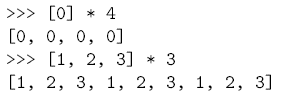 >>> [0] * 4
[0, 0, 0, 0]
>>> [1, 2, 3] * 3
[1, 2, 3, 1, 2, 3, 1, 2, 3]